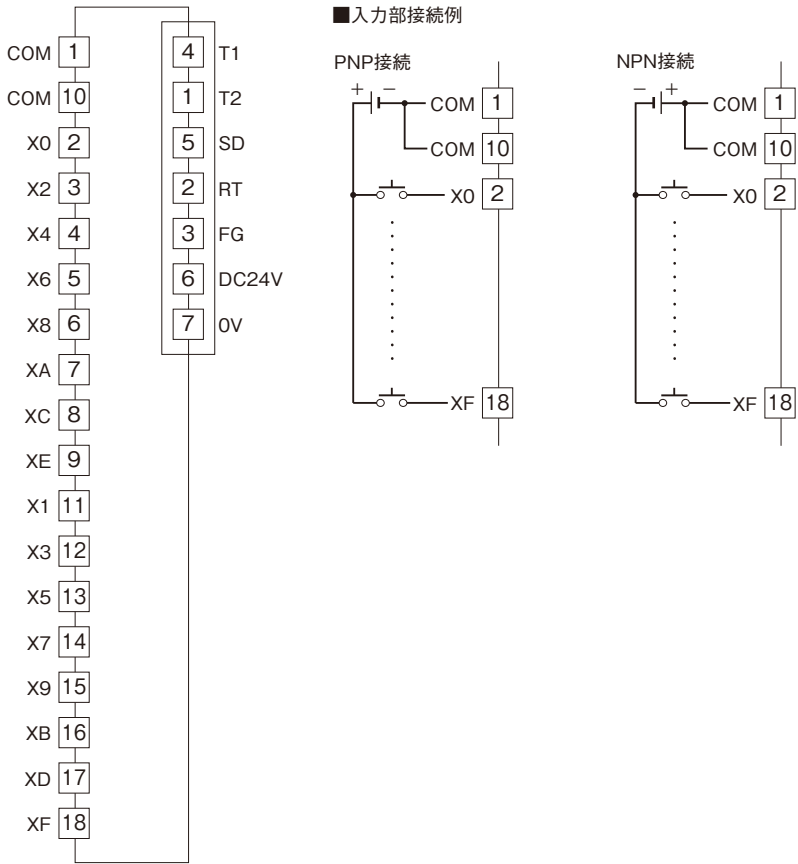 COM 1
COM 10
X0 2
X2 3
X4 4
X6 5
X8 6
XA 7
XC 8
XE 9
X1 11
X3 12
X5 13
X7 14
X9 15
XB 16
XD 17
XF 18
4 T1
1 T2
5 SD
2 RT
3 FG
6 DC24V
7 0V
■入力部接続例
PNP接続
+ −
COM 1
COM 10
X0 2
XF 18
NPN接続
− +
COM 1
COM 10
X0 2
XF 18